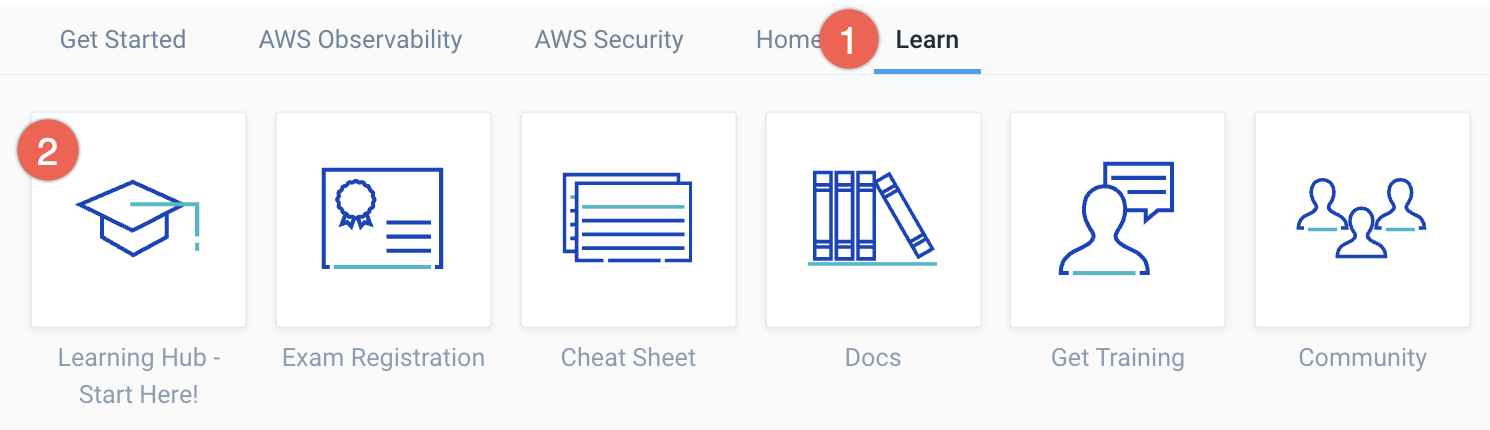 Get Started AWS Observability AWS Security Home 1 Learn
2
Learning Hub - Exam Registration Cheat Sheet Docs Get Training Community
Start Here!